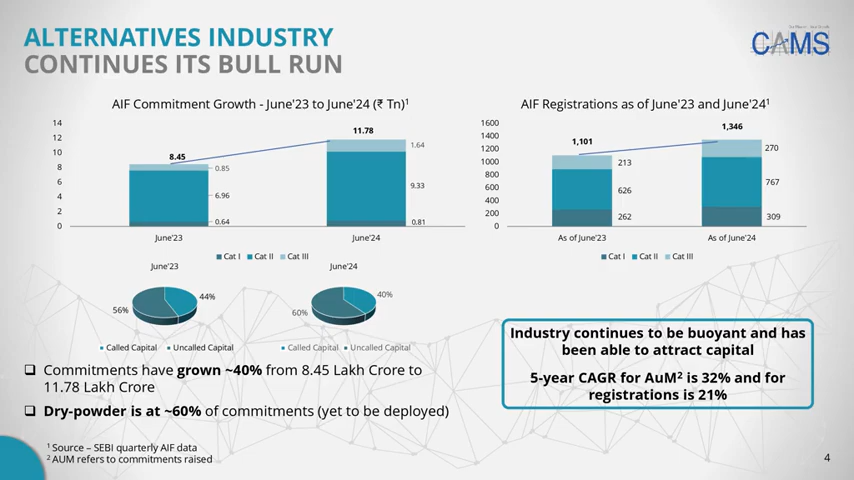 ALTERNATIVES INDUSTRY
CONTINUES ITS BULL RUN
CAMS
AIF Commitment Growth - June'23 to June'24 (₹ Tn)1
14
12
10
8
6
4
2
0
8.45
0.85
6.96
0.64
11.78
1.64
9.33
0.81
June'23
June'24
Cat I Cat II Cat III
AIF Registrations as of June'23 and June'24¹
1600
1400
1200
1000
800
600
400
200
0
1,101
213
626
262
1,346
270
767
309
As of June'23
As of June'24
Cat I Cat II Cat III
June'23
44%
56%
Called Capital Uncalled Capital
June'24
40%
60%
Called Capital Uncalled Capital
Commitments have grown ~40% from 8.45 Lakh Crore to
11.78 Lakh Crore
Dry-powder is at ~60% of commitments (yet to be deployed)
Industry continues to be buoyant and has
been able to attract capital
5-year CAGR for AuM² is 32% and for
registrations is 21%
¹ Source – SEBI quarterly AIF data
² AUM refers to commitments raised
4